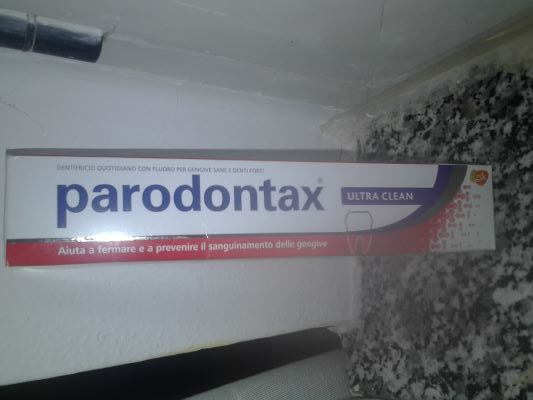 DENTIFRICIO QUOTIDIANO CON FLUORO PER GENGIVE SANE E DENTI FORTI
parodontax®
ULTRA CLEAN
gsk
Aiuta a fermare e a prevenire il sanguinamento delle gengive